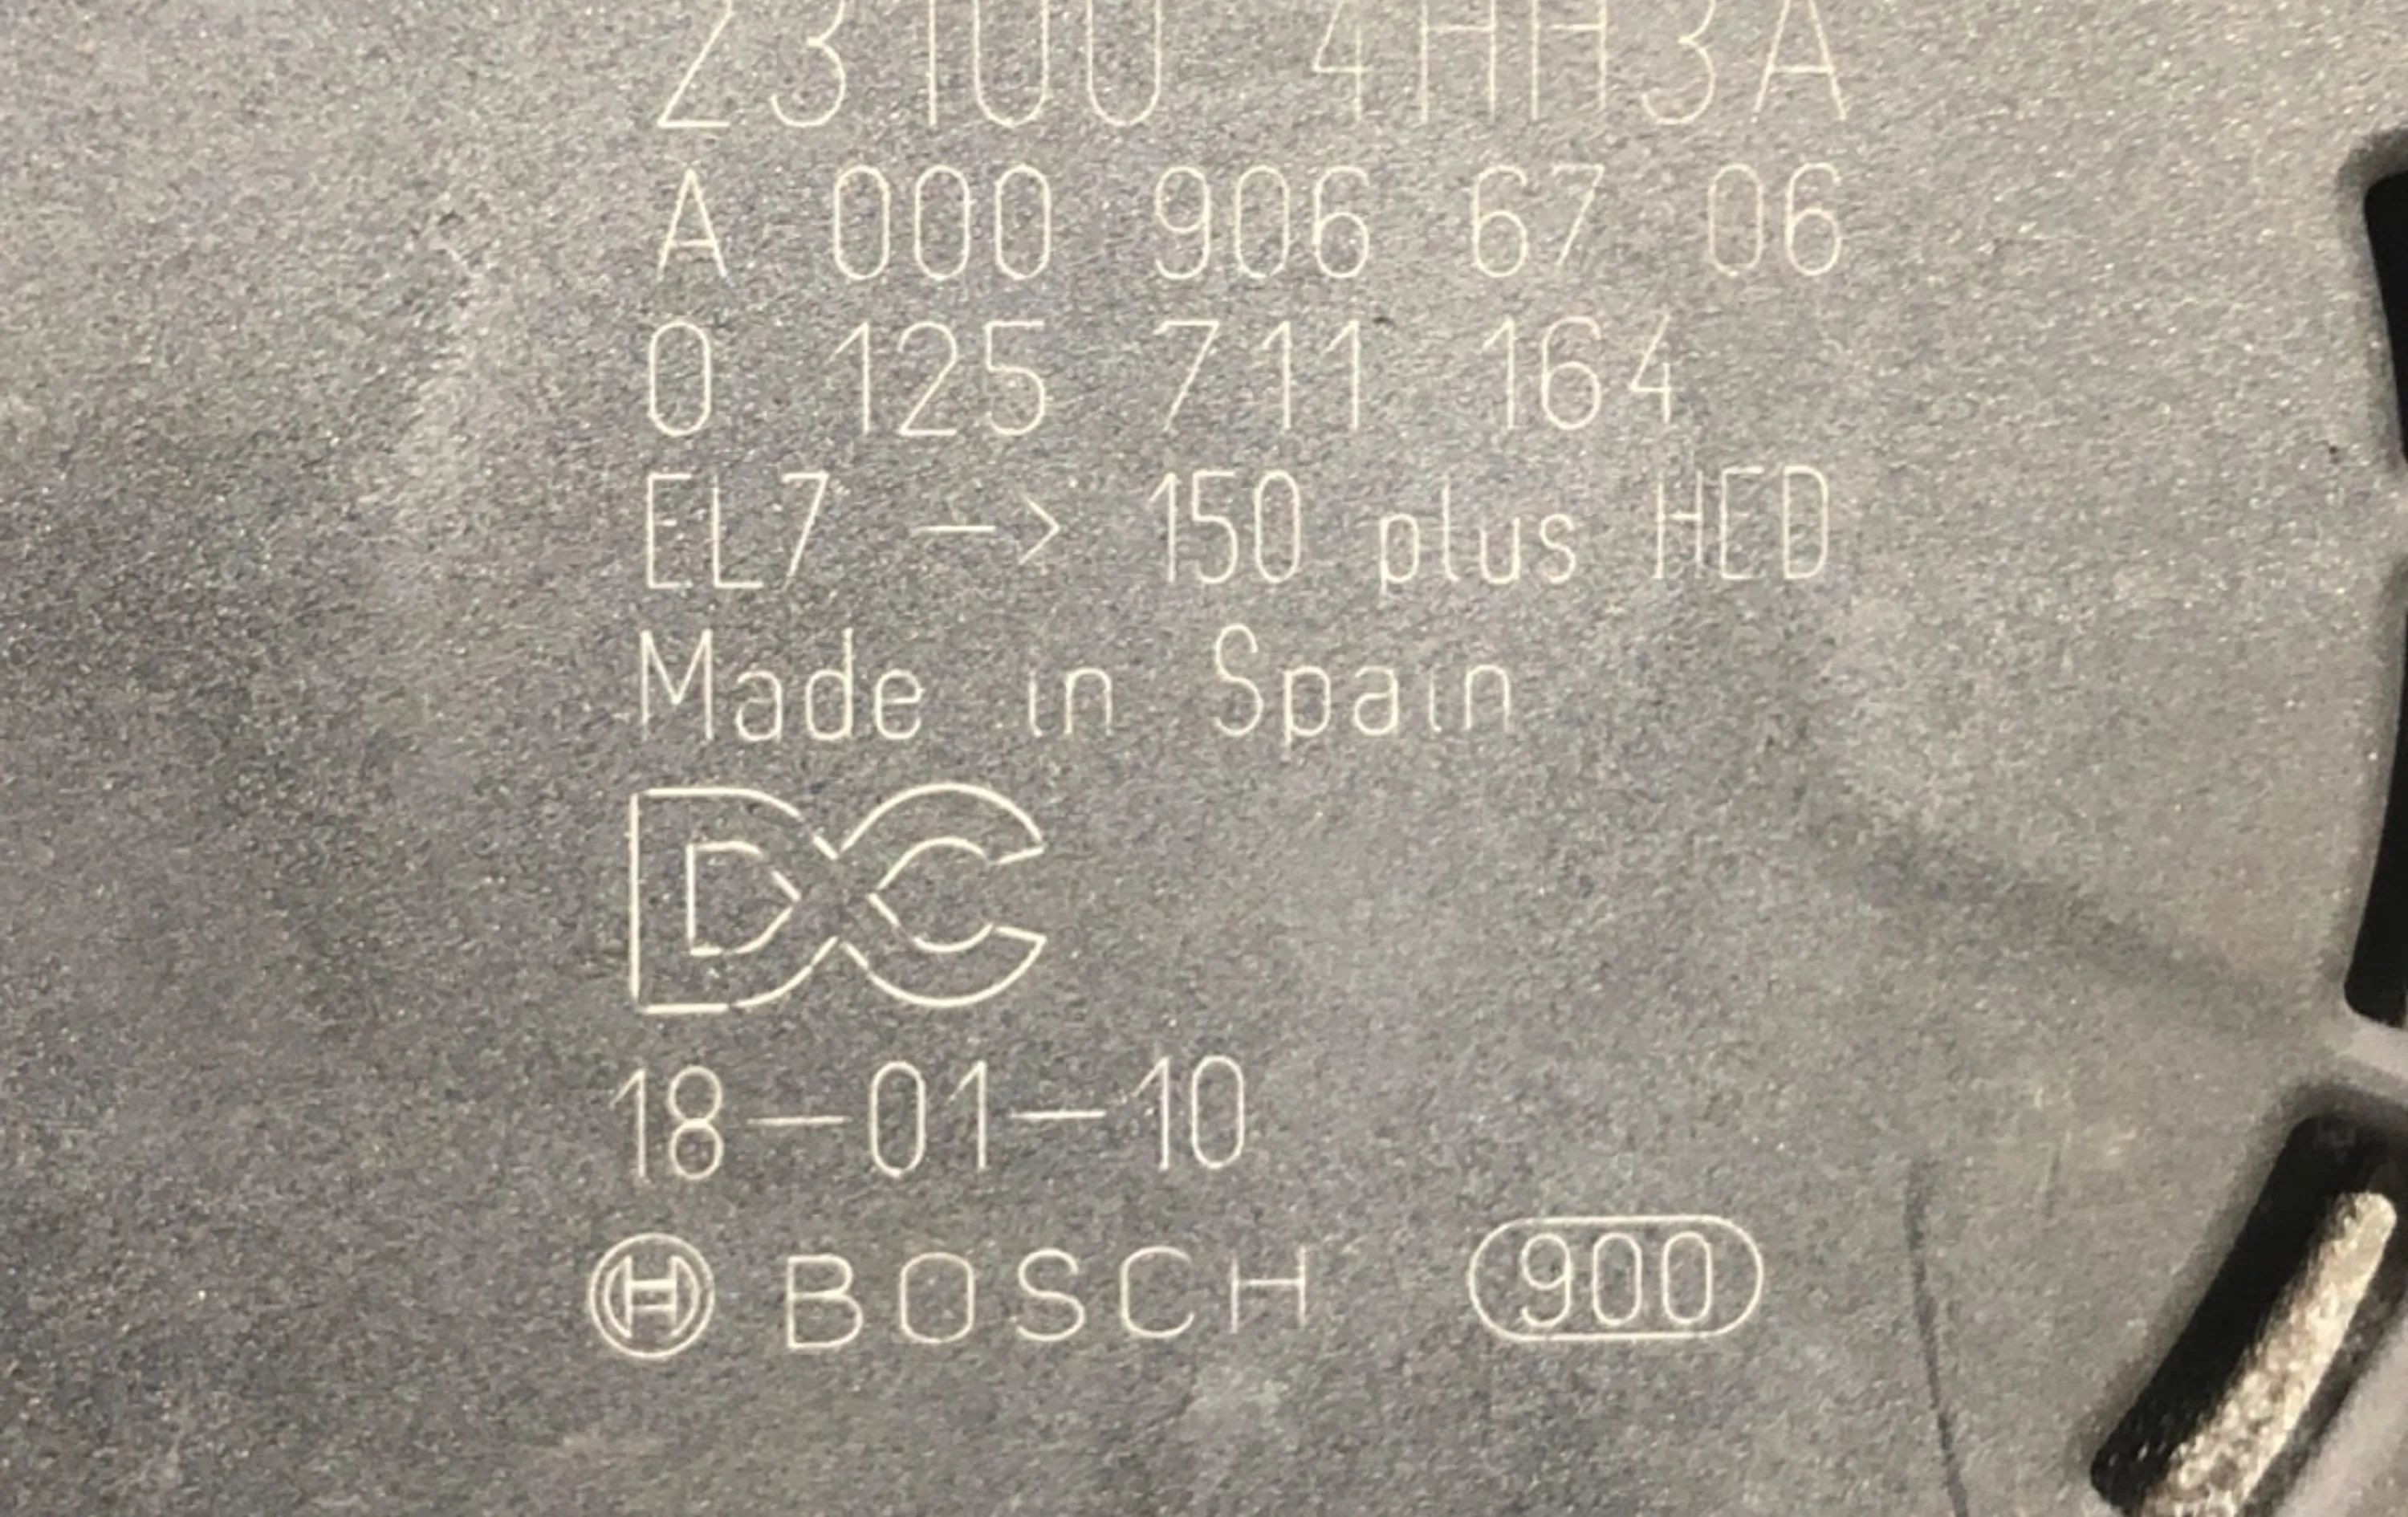 23100 4HH3A
A 000 906 67 06
0 125 711 164
EL7 -> 150 plus HED
Made in Spain
DC
18-01-10
BOSCH 900